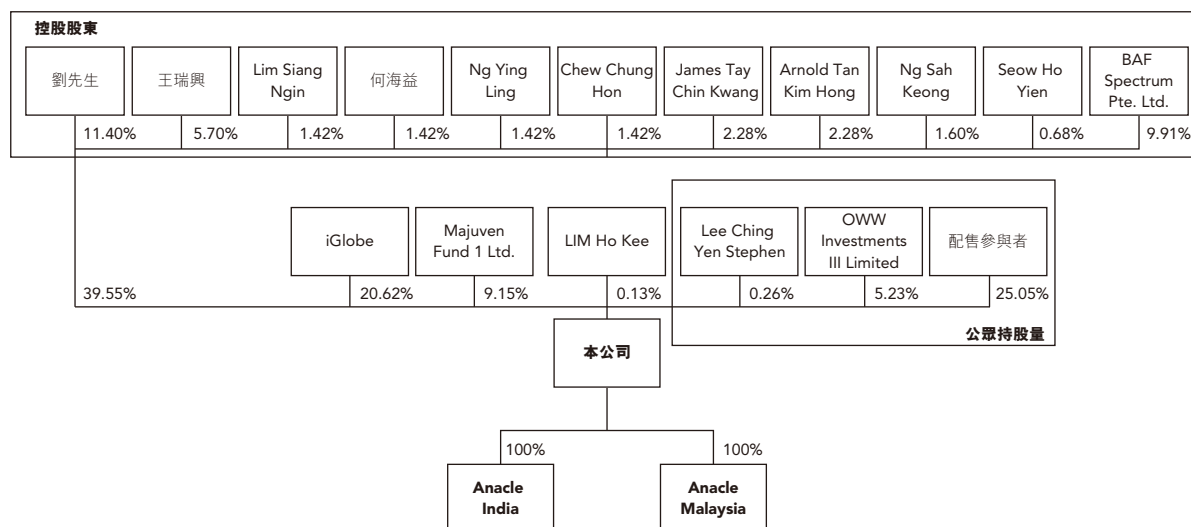 控股股東
劉先生
王瑞興
Lim Siang
Ngin
何海益
Ng Ying
Ling
Chew Chung
Hon
James Tay
Chin Kwang
Arnold Tan
Kim Hong
Ng Sah
Keong
Seow Ho
Yien
BAF
Spectrum
Pte. Ltd.
11.40%
5.70%
1.42%
1.42%
1.42%
1.42%
2.28%
2.28%
1.60%
0.68%
9.91%
iGlobe
Majuven
Fund 1 Ltd.
LIM Ho Kee
Lee Ching
Yen Stephen
OWW
Investments
III Limited
配售參與者
39.55%
20.62%
9.15%
0.13%
0.26%
5.23%
25.05%
公眾持股量
本公司
100%
100%
Anacle
India
Anacle
Malaysia